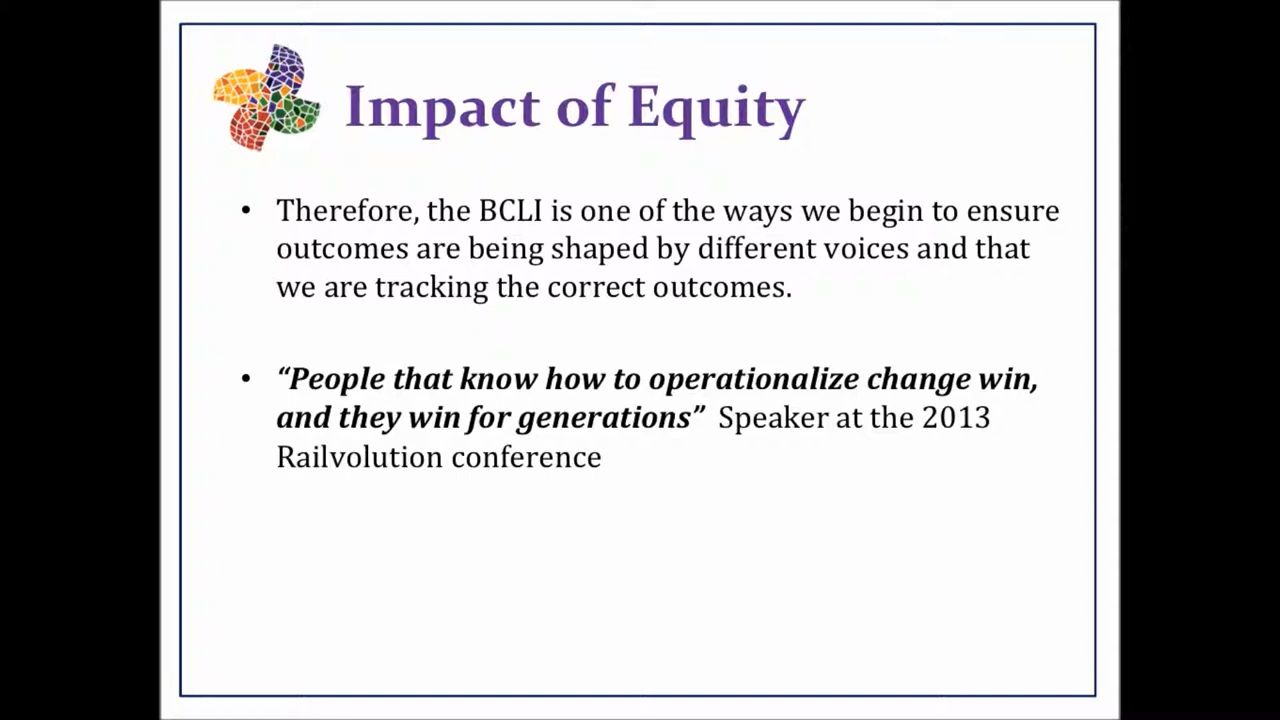 Impact of Equity
• Therefore, the BCLI is one of the ways we begin to ensure
outcomes are being shaped by different voices and that
we are tracking the correct outcomes.
• “People that know how to operationalize change win,
and they win for generations” Speaker at the 2013
Railvolution conference